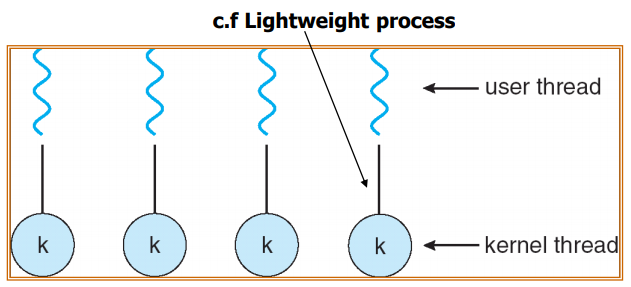 c.f Lightweight process
user thread
k
k
k
k
kernel thread